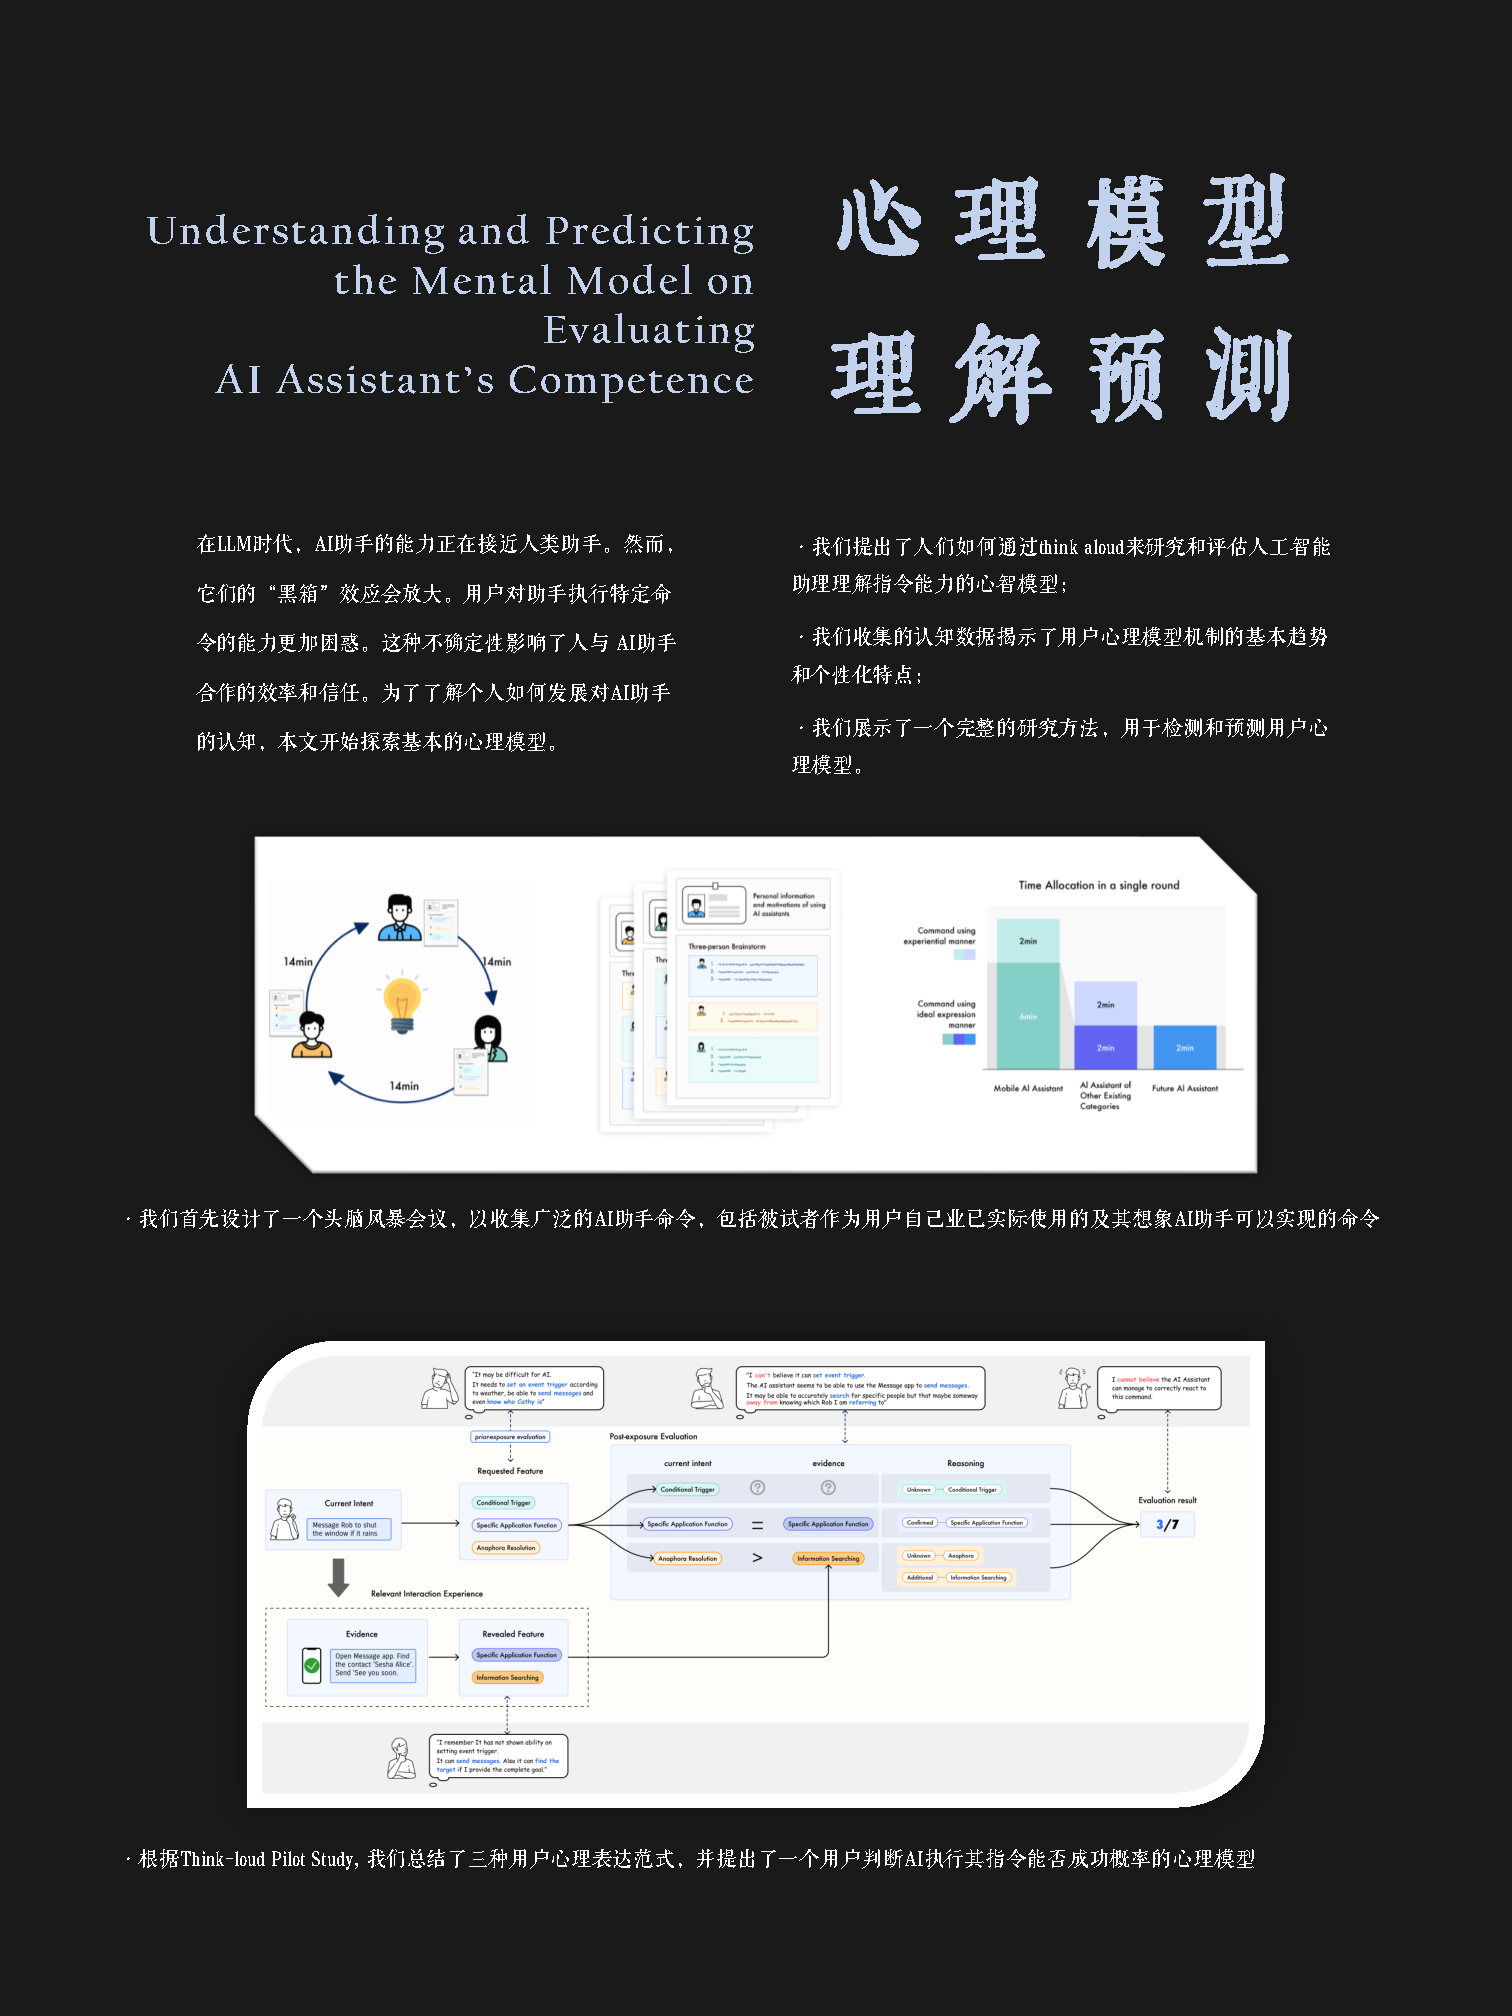 Understanding and Predicting
the Mental Model on
Evaluating
AI Assistant's Competence
心理模型
理解预测
在LLM时代，AI助手的能力正在接近人类助手。然而，
它们的“黑箱”效应会放大。用户对助手执行特定命
令的能力更加困惑。这种不确定性影响了人与 AI助手
合作的效率和信任。为了了解个人如何发展对AI助手
的认知，本文开始探索基本的心理模型。
·我们提出了人们如何通过think aloud来研究和评估人工智能
助理理解指令能力的心智模型；
·我们收集的认知数据揭示了用户心理模型机制的基本趋势
和个性化特点；
·我们展示了一个完整的研究方法，用于检测和预测用户心
理模型。
14min
14min
14min
Personal information
and motivations of using
AI assistants
Three-person Brainstorm
Time Allocation in a single round
Command using
experiential manner
Command using
ideal expression
manner
2min
6min
2min
2min
2min
Mobile AI Assistant
AI Assistant of
Other Existing
Categories
Future AI Assistant
·我们首先设计了一个头脑风暴会议，以收集广泛的AI助手命令，包括被试者作为用户自己业已实际使用的及其想象AI助手可以实现的命令
"It may be difficult for AI.
It needs to set an event trigger according
to weather, be able to send messages and
even know who Cathy is"
"I can't believe it can set event trigger.
The AI assistant seems to be able to use the Message app to send messages.
It may be able to accurately search for specific people but that maybe someway
away from knowing which Rob I am referring to"
I cannot believe the AI Assistant
can manage to correctly react to
this command.
prior-exposure evaluation
Requested Feature
Conditional Trigger
Specific Application Function
Anaphora Resolution
Current Intent
Message Rob to shut
the window if it rains
Post-exposure Evaluation
current intent
evidence
Reasoning
Conditional Trigger
?
?
Unknown
Conditional Trigger
Specific Application Function
=
Specific Application Function
Confirmed
Specific Application Function
Anaphora Resolution
>
Information Searching
Unknown
Anaphora
Additional
Information Searching
Evaluation result
3/7
Relevant Interaction Experience
Evidence
Open Message app. Find
the contact 'Sesha Alice'.
Send 'See you soon.
Revealed Feature
Specific Application Function
Information Searching
"I remember It has not shown ability on
setting event trigger.
It can send messages. Also it can find the
target if I provide the complete goal."
·根据Think-loud Pilot Study, 我们总结了三种用户心理表达范式，并提出了一个用户判断AI执行其指令能否成功概率的心理模型